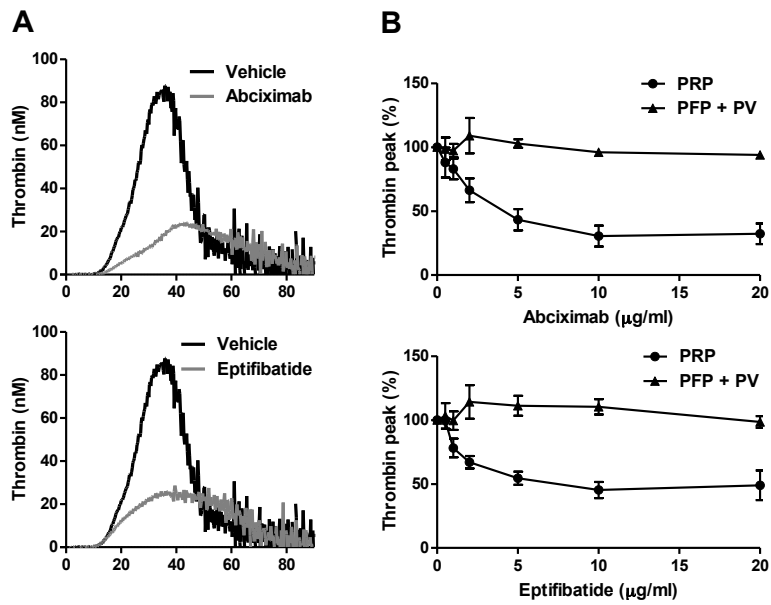 A
Thrombin (nM)
100
80
60
40
20
0
Vehicle
Abciximab
0 20 40 60 80
Thrombin (nM)
100
80
60
40
20
0
Vehicle
Eptifibatide
0 20 40 60 80
B
Thrombin peak (%)
150
100
50
0
PRP
PFP + PV
0 5 10 15 20
Abciximab (μg/ml)
Thrombin peak (%)
150
100
50
0
PRP
PFP + PV
0 5 10 15 20
Eptifibatide (μg/ml)